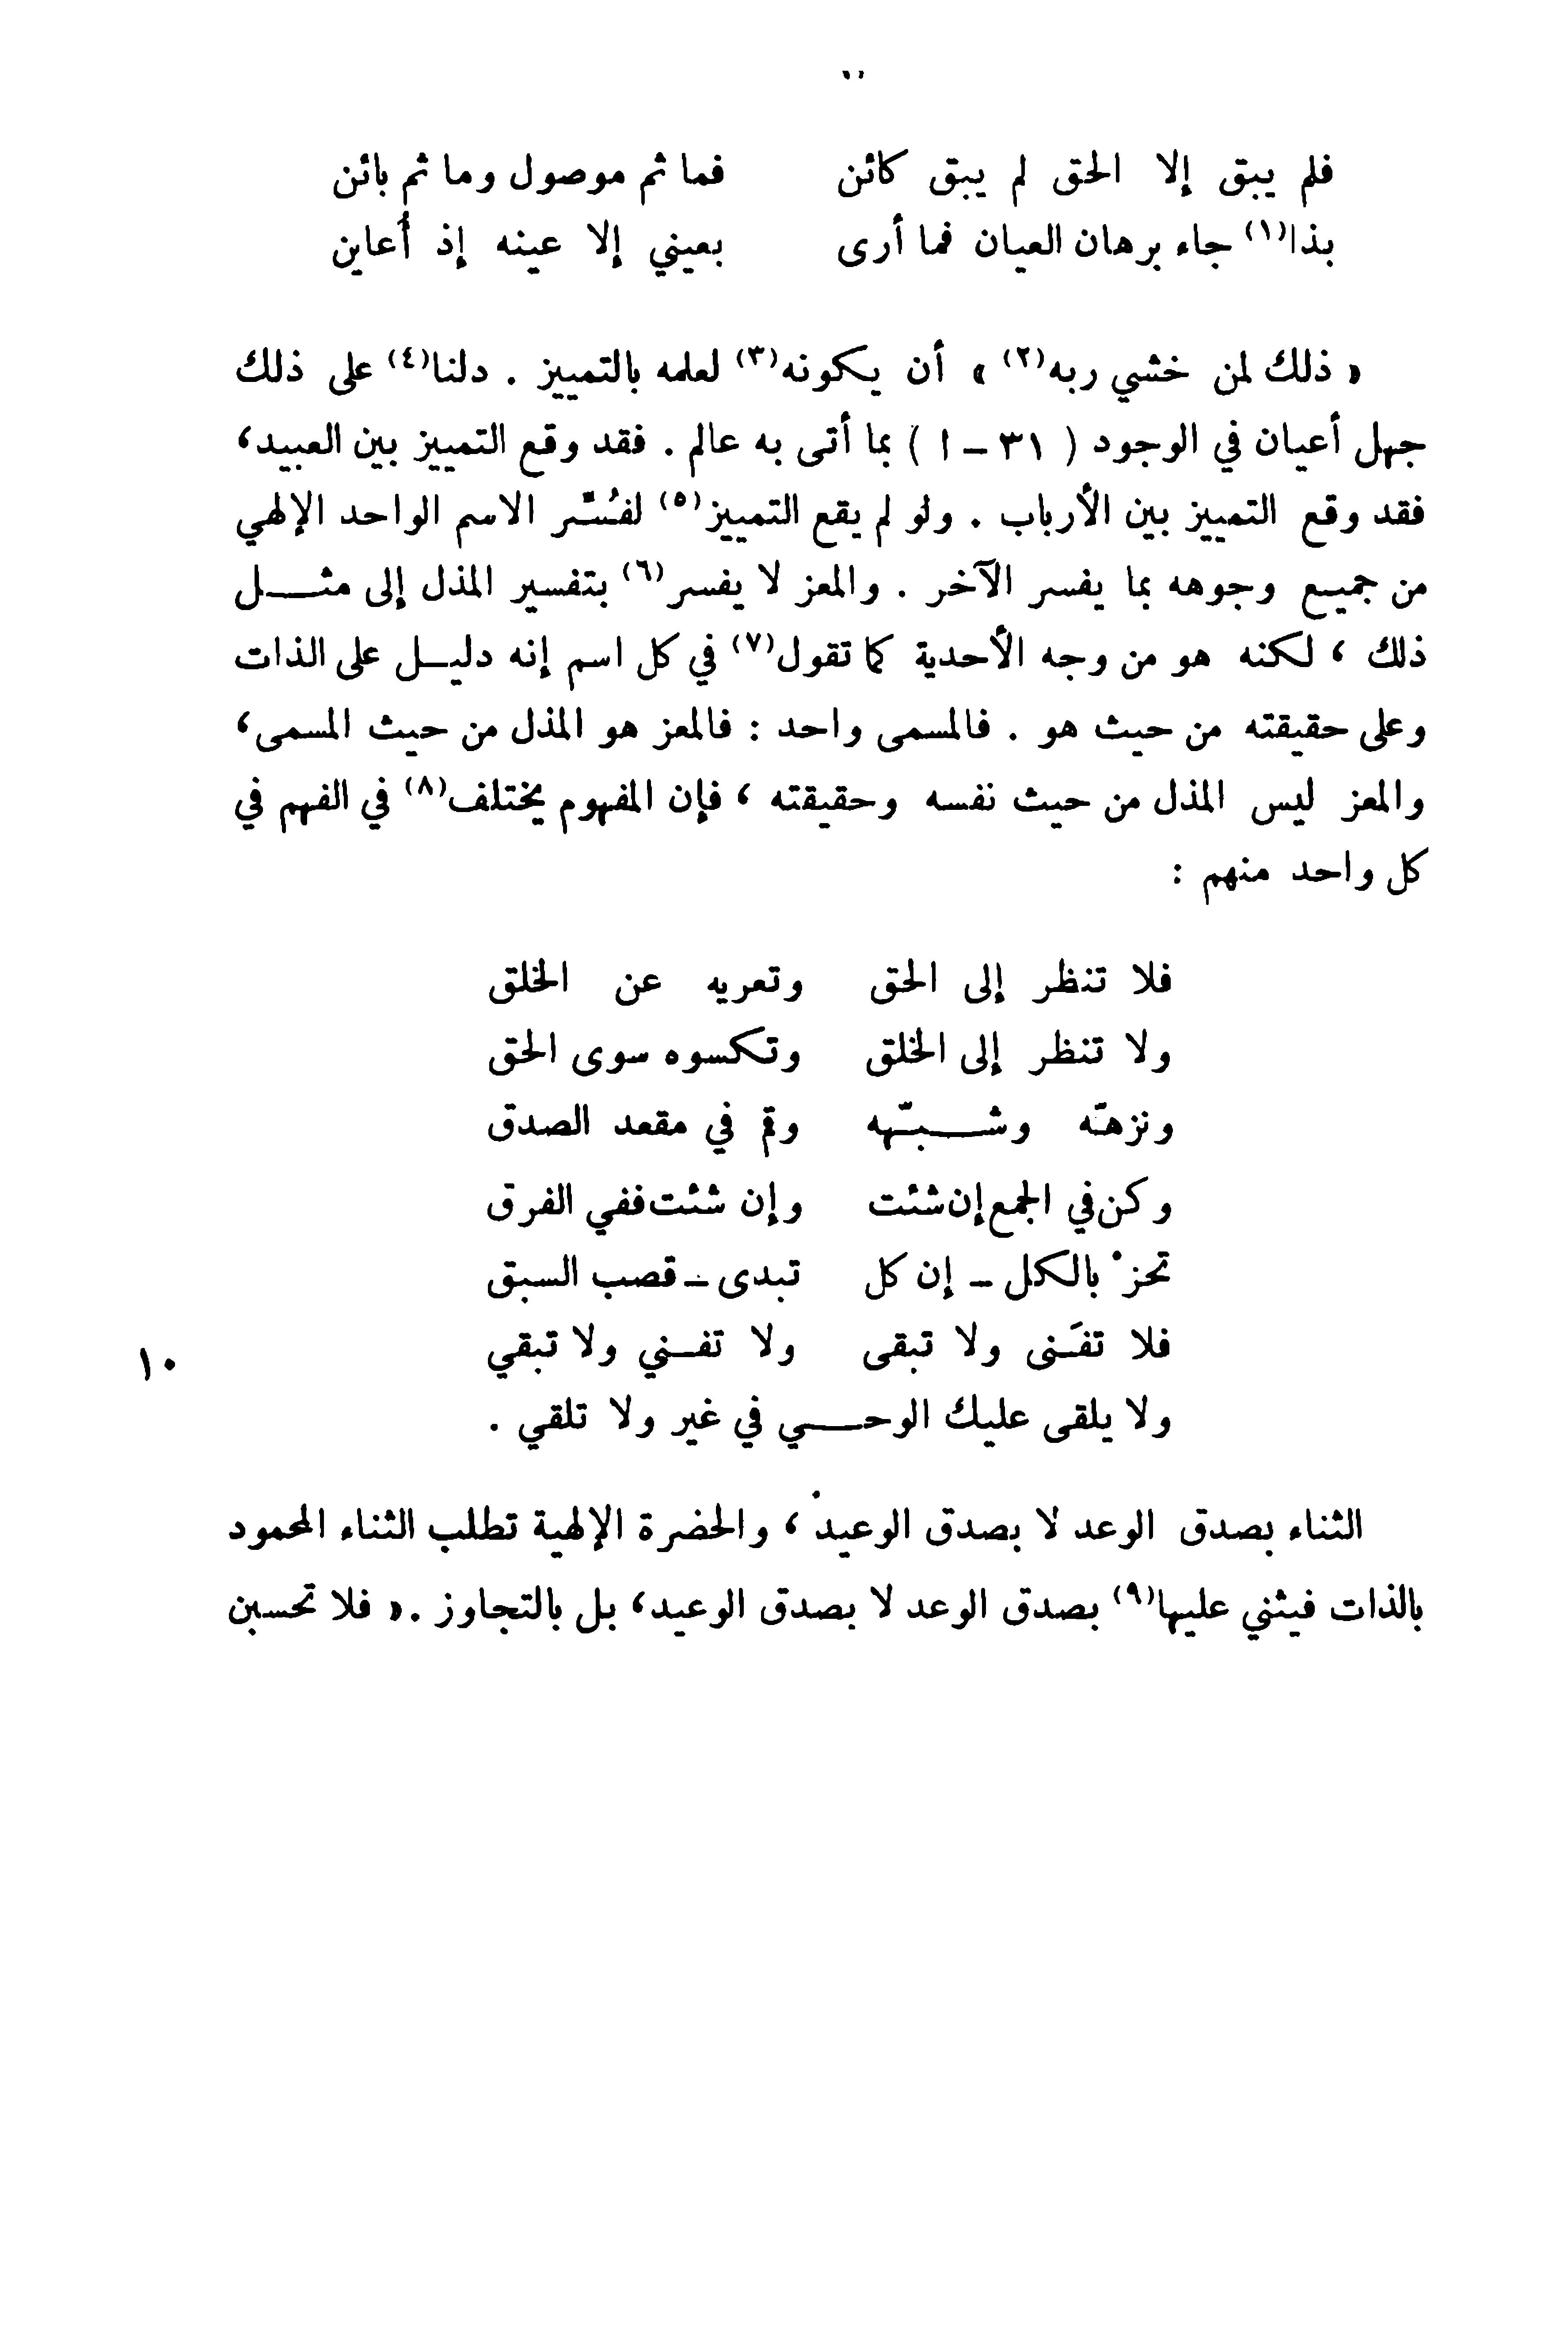 فلم يبق إلا الحق لم يبق كائن فما ثم موصول وما ثم بائن
بذا(١) جاء برهان العيان فما أرى بعيني إلا عينه إذ أُعاين
« ذلك لمن خشي ربه(٢) » أن يكونه(٣) لعلمه بالتمييز . دلنا(٤) على ذلك
جهل أعيان في الوجود ( ٣١ – ا ) بما أتى به عالم . فقد وقع التمييز بين العبيد،
فقد وقع التمييز بين الأرباب . ولو لم يقع التمييز(٥) لفُسِّر الاسم الواحد الإلهي
من جميع وجوهه بما يفسر الآخر . والمعز لا يفسر(٦) بتفسير المذل إلى مثل
ذلك ، لكنه هو من وجه الأحدية كما تقول(٧) في كل اسم إنه دليل على الذات
وعلى حقيقته من حيث هو . فالمسمى واحد : فالمعز هو المذل من حيث المسمى،
والمعز ليس المذل من حيث نفسه وحقيقته ، فإن المفهوم يختلف(٨) في الفهم في
كل واحد منهم :
فلا تنظر إلى الحق وتعريه عن الخلق
ولا تنظر إلى الخلق وتكسوه سوى الحق
ونزهّه وشبّهه وقم في مقعد الصدق
وكن في الجمع إن شئت وإن شئت ففي الفرق
تحزْ بالكل – إن كل تبدى – قصب السبق
فلا تفنَى ولا تبقى ولا تفني ولا تبقي
١٠
ولا يلقى عليك الوحي في غير ولا تلقي .
الثناء بصدق الوعد لا بصدق الوعيد ، والحضرة الإلهية تطلب الثناء المحمود
بالذات فيثني عليها(٩) بصدق الوعد لا بصدق الوعيد، بل بالتجاوز . « فلا تحسبن